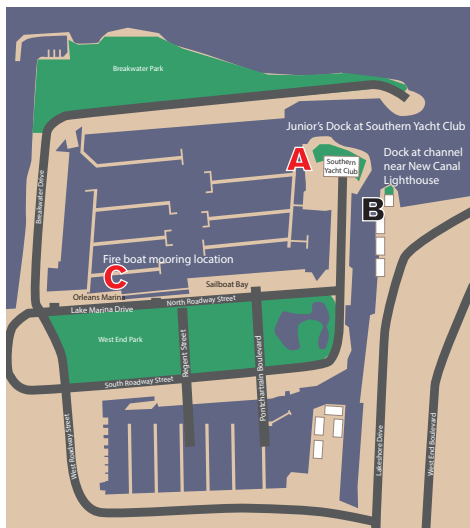 Breakwater Park
Junior's Dock at Southern Yacht Club
A
Southern
Yacht Club
Dock at channel
near New Canal
Lighthouse
B
Breakwater Drive
Fire boat mooring location
C
Sailboat Bay
Orleans Marina
North Roadway Street
Lake Marina Drive
West End Park
Regent Street
Pontchartrain Boulevard
South Roadway Street
West Roadway Street
Lakeshore Drive
West End Boulevard